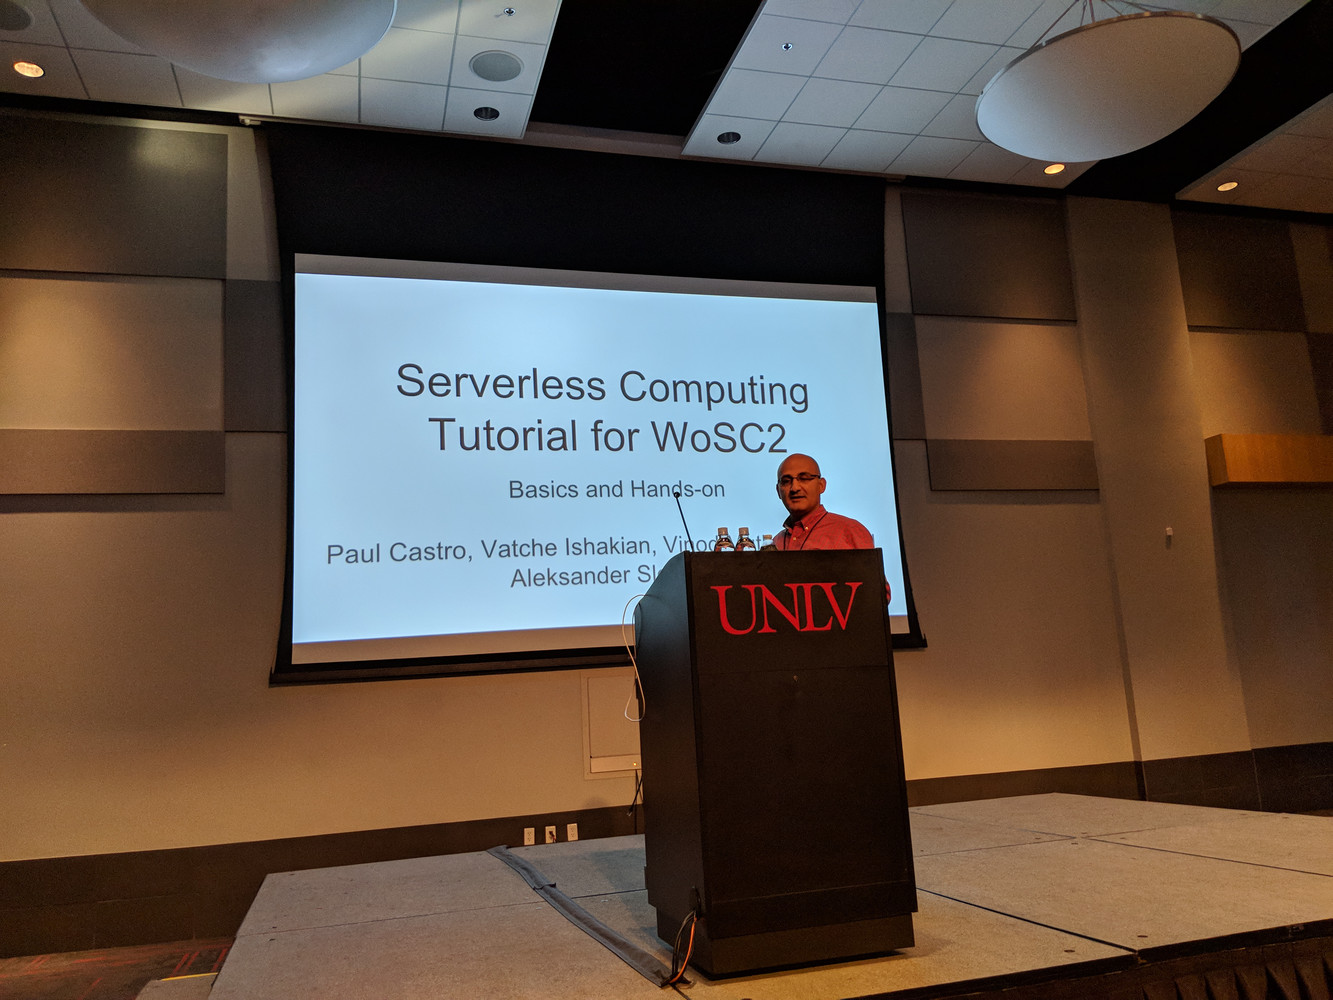 Serverless Computing
Tutorial for WoSC2
Basics and Hands-on
Paul Castro, Vatche Ishakian,
Aleksander
UNLV